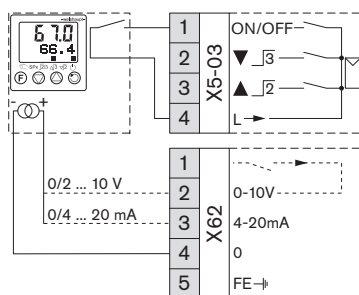 67.0
66.4
F
- +
1 ON/OFF
2 ▼ 3
3 ▲ 2
4 L
X5-03
1
0/2 ... 10 V 2 0-10V
0/4 ... 20 mA 3 4-20mA
4 0
5 FE
X62